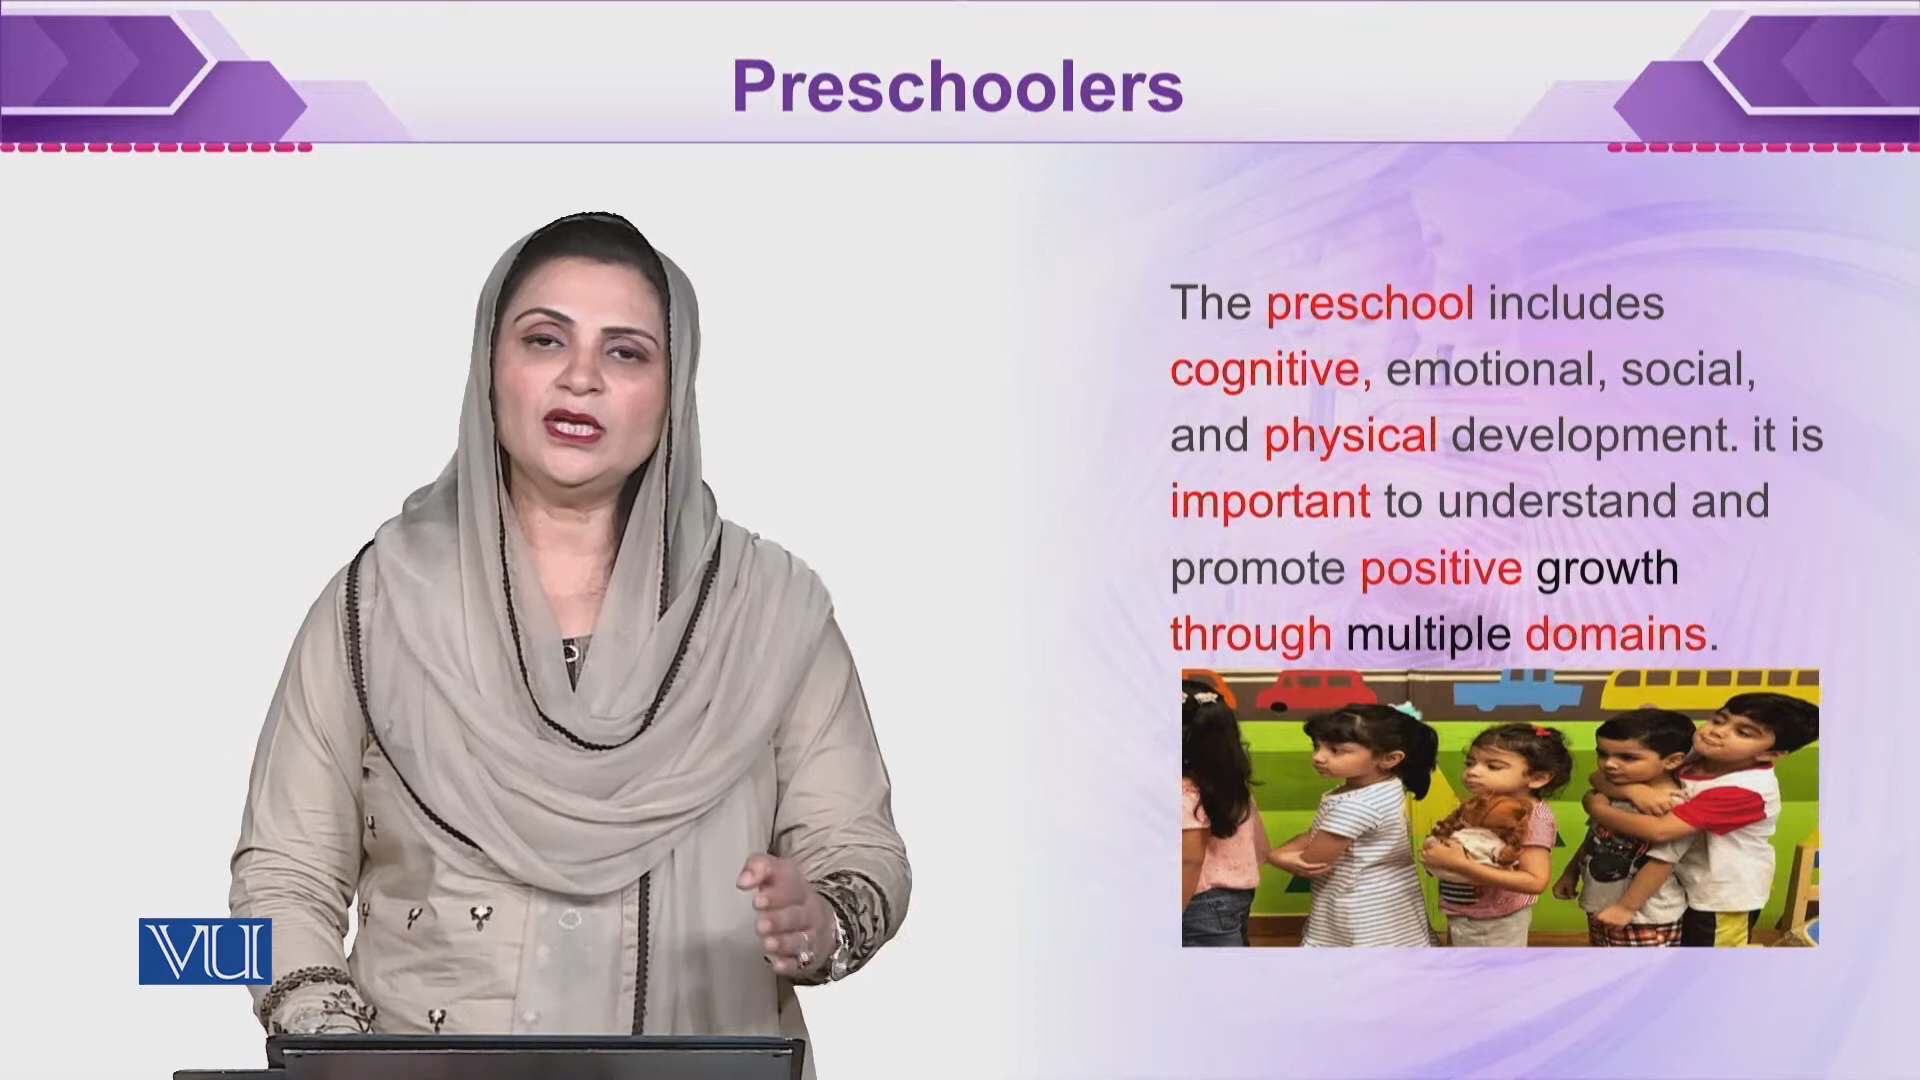 Preschoolers
The preschool includes
cognitive, emotional, social,
and physical development. it is
important to understand and
promote positive growth
through multiple domains.
VU